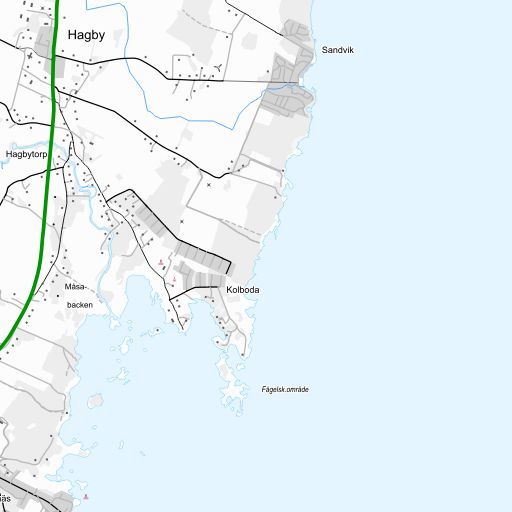 Hagby
Sandvik
Hagbytorp
Måsa-
backen
Kolboda
Fågelsk.område